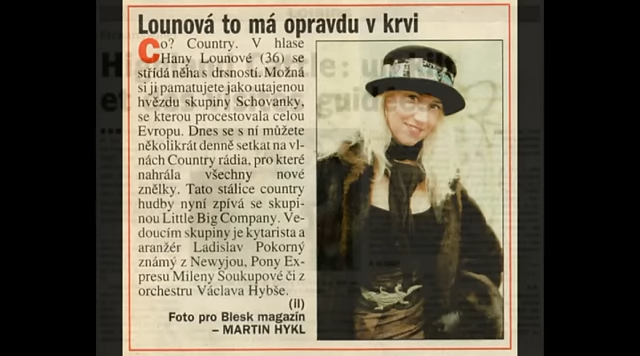 Lounová to má opravdu v krvi
Co? Country. V hlase
Hany Lounové (36) se
střídá něha s drsností. Možná
si ji pamatujete jako utajenou
hvězdu skupiny Schovanky,
se kterou procestovala celou
Evropu. Dnes se s ní můžete
několikrát denně setkat na vl-
nách Country rádia, pro které
nahrála všechny nové
znělky. Tato stálice country
hudby nyní zpívá se skupi-
nou Little Big Company. Ve-
doucím skupiny je kytarista a
aranžér Ladislav Pokorný
známý z Newyjou, Pony Ex-
presu Mileny Soukupové či z
orchestru Václava Hybše.
(il)
Foto pro Blesk magazín
– MARTIN HYKL